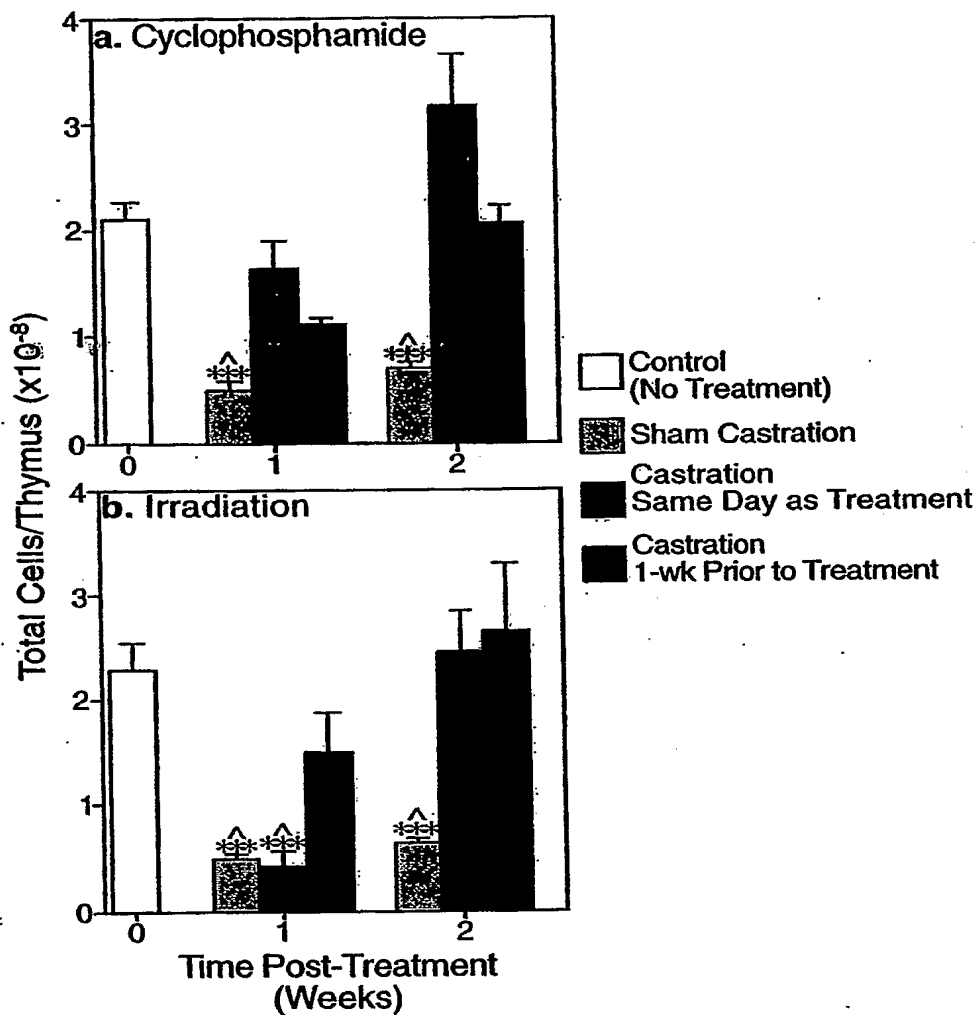 a. Cyclophosphamide
4
3
2
1
0
0 1 2
^ ***
^ ***
b. Irradiation
4
3
2
1
0
0 1 2
^ *** ^ ***
^ ***
Total Cells/Thymus (x10-8)
Time Post-Treatment
(Weeks)
Control
(No Treatment)
Sham Castration
Castration
Same Day as Treatment
Castration
1-wk Prior to Treatment